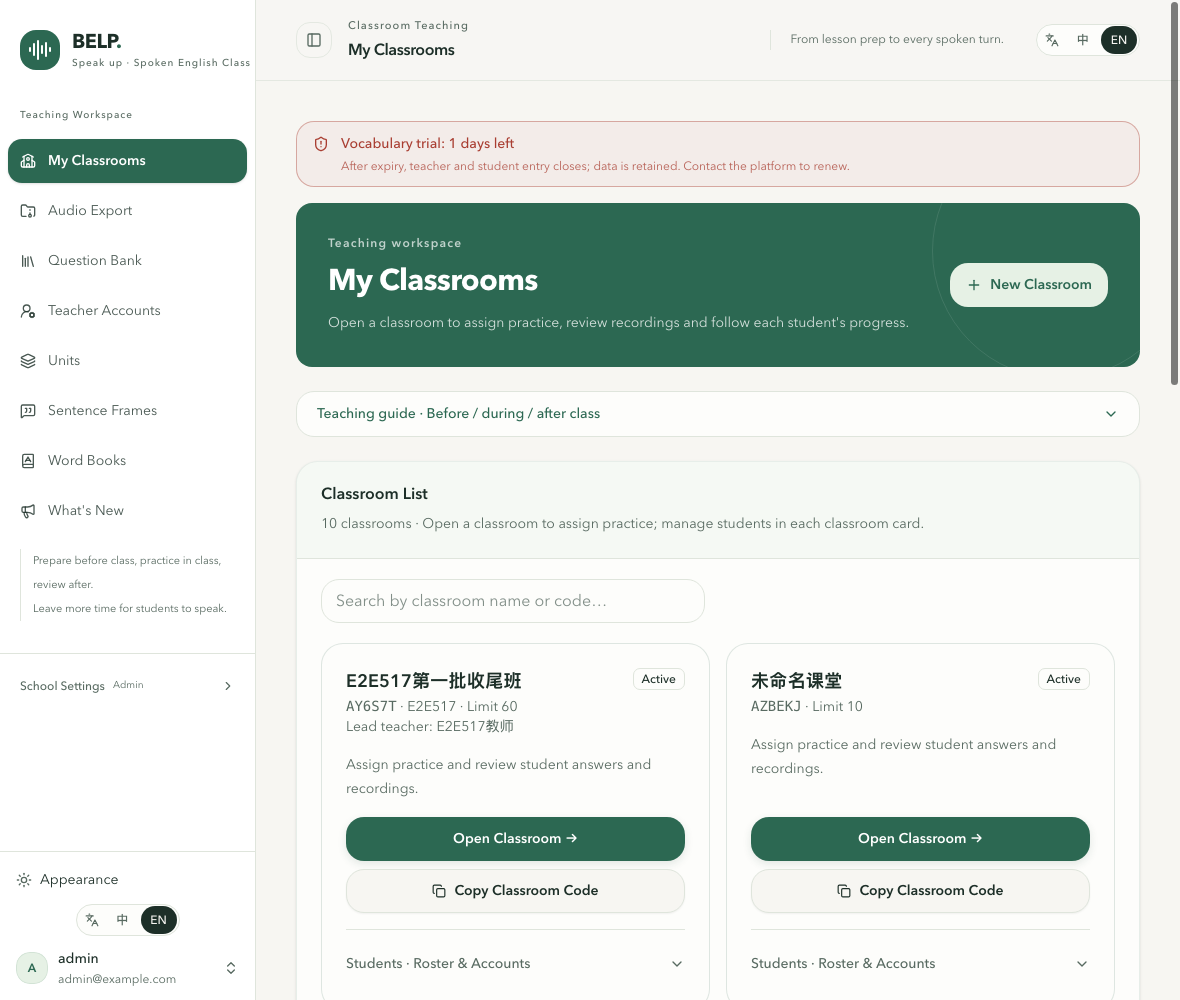 BELP.
Speak up · Spoken English Class
Teaching Workspace
My Classrooms
Audio Export
Question Bank
Teacher Accounts
Units
Sentence Frames
Word Books
What's New
Prepare before class, practice in class,
review after.
Leave more time for students to speak.
School Settings Admin
Appearance
中 EN
A
admin
admin@example.com
Classroom Teaching
My Classrooms
From lesson prep to every spoken turn.
中 EN
Vocabulary trial: 1 days left
After expiry, teacher and student entry closes; data is retained. Contact the platform to renew.
Teaching workspace
My Classrooms
Open a classroom to assign practice, review recordings and follow each student's progress.
New Classroom
Teaching guide · Before / during / after class
Classroom List
10 classrooms · Open a classroom to assign practice; manage students in each classroom card.
Search by classroom name or code…
E2E517第一批收尾班
Active
AY6S7T · E2E517 · Limit 60
Lead teacher: E2E517教师
Assign practice and review student answers and
recordings.
Open Classroom →
Copy Classroom Code
Students · Roster & Accounts
未命名课堂
Active
AZBEKJ · Limit 10
Assign practice and review student answers and
recordings.
Open Classroom →
Copy Classroom Code
Students · Roster & Accounts